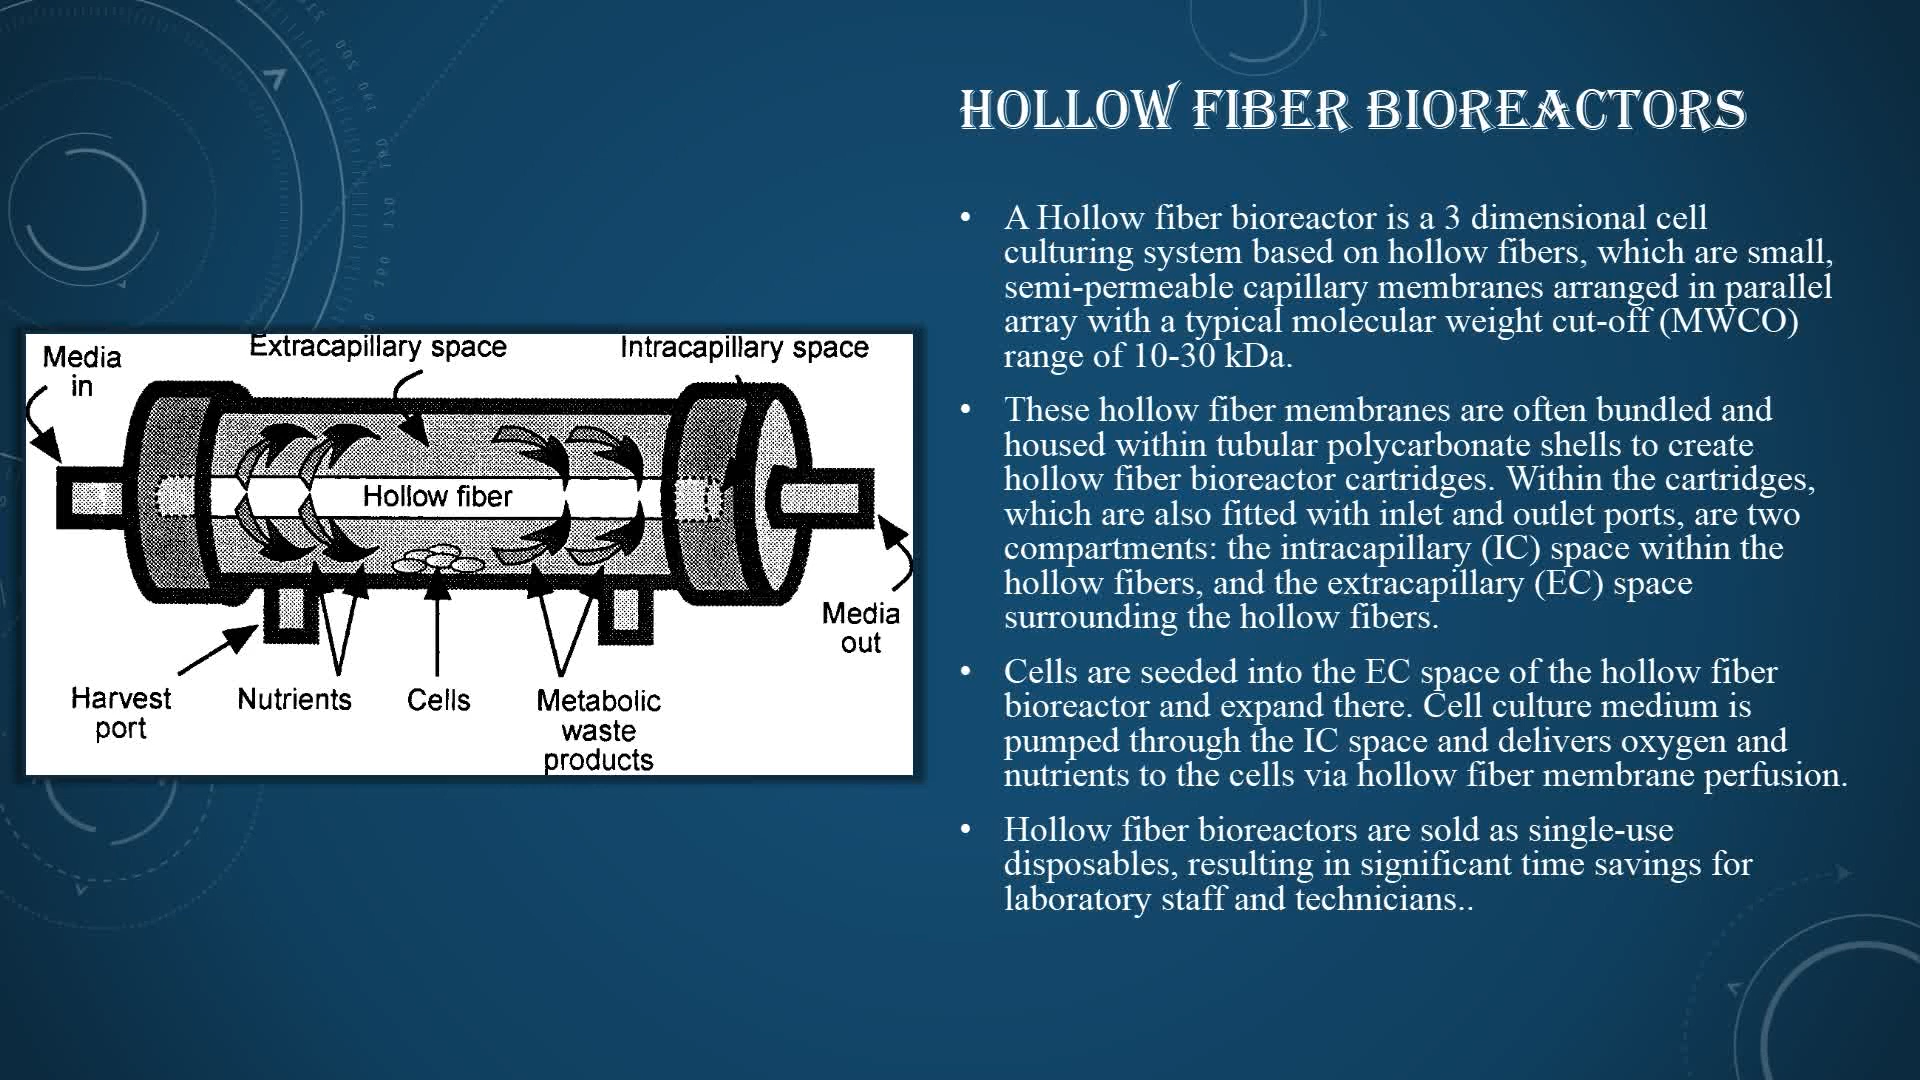 HOLLOW FIBER BIOREACTORS
• A Hollow fiber bioreactor is a 3 dimensional cell
culturing system based on hollow fibers, which are small,
semi-permeable capillary membranes arranged in parallel
array with a typical molecular weight cut-off (MWCO)
range of 10-30 kDa.
• These hollow fiber membranes are often bundled and
housed within tubular polycarbonate shells to create
hollow fiber bioreactor cartridges. Within the cartridges,
which are also fitted with inlet and outlet ports, are two
compartments: the intracapillary (IC) space within the
hollow fibers, and the extracapillary (EC) space
surrounding the hollow fibers.
• Cells are seeded into the EC space of the hollow fiber
bioreactor and expand there. Cell culture medium is
pumped through the IC space and delivers oxygen and
nutrients to the cells via hollow fiber membrane perfusion.
• Hollow fiber bioreactors are sold as single-use
disposables, resulting in significant time savings for
laboratory staff and technicians..
Media
in
Extracapillary space
Intracapillary space
Hollow fiber
Media
out
Harvest
port
Nutrients
Cells
Metabolic
waste
products